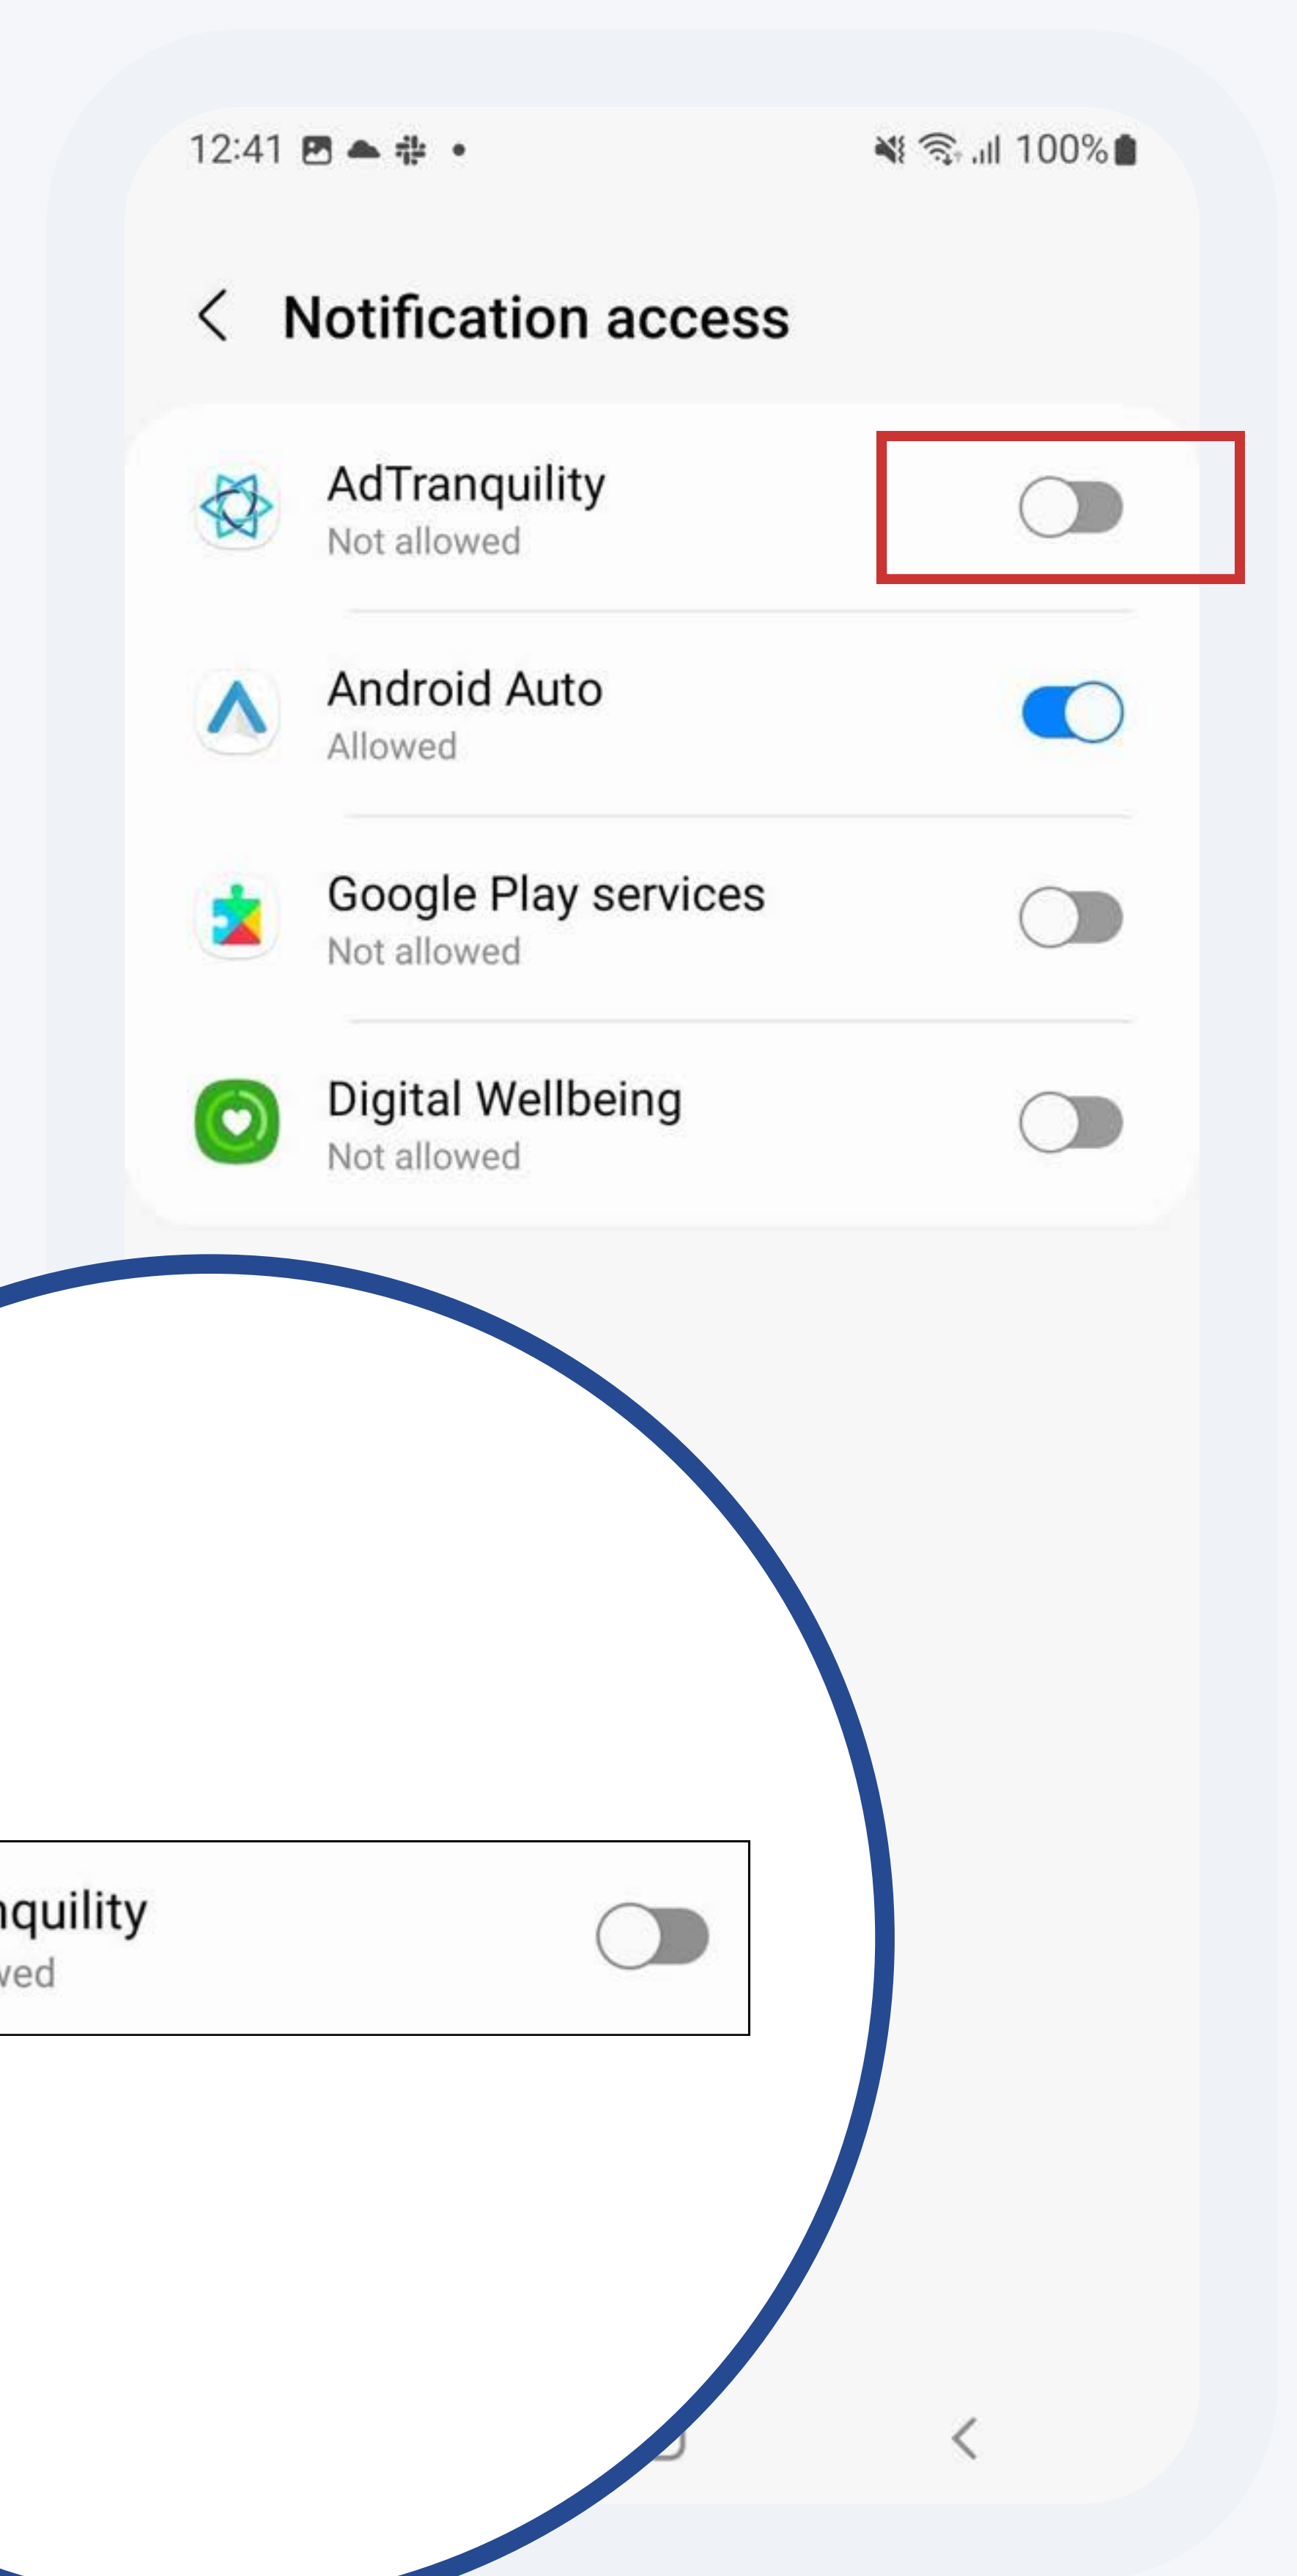 12:41 100%
Notification access
AdTranquility
Not allowed
Android Auto
Allowed
Google Play services
Not allowed
Digital Wellbeing
Not allowed
nquility
wed